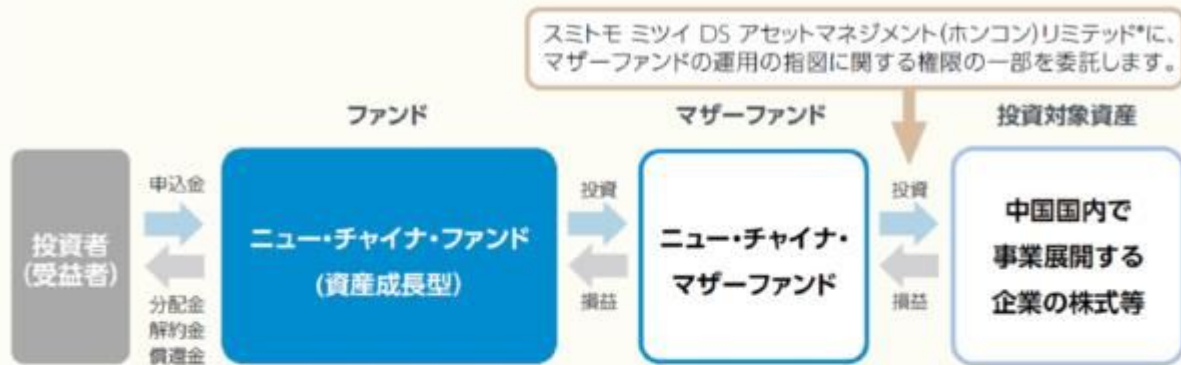 スミトモ ミツイ DS アセットマネジメント(ホンコン)リミテッド*に、
マザーファンドの運用の指図に関する権限の一部を委託します。
ファンド
マザーファンド
投資対象資産
投資者
(受益者)
申込金
分配金
解約金
償還金
ニュー・チャイナ・ファンド
(資産成長型)
投資
損益
ニュー・チャイナ・
マザーファンド
投資
損益
中国国内で
事業展開する
企業の株式等